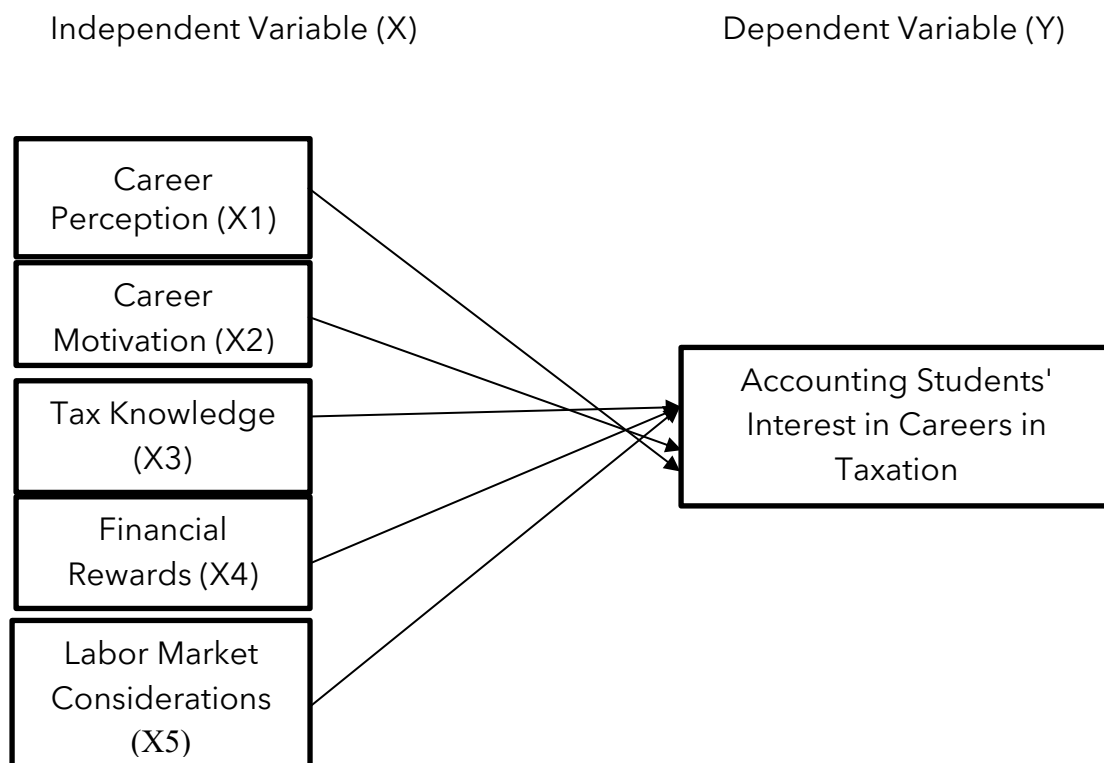 Independent Variable (X)
Dependent Variable (Y)
Career
Perception (X1)
Career
Motivation (X2)
Tax Knowledge
(X3)
Financial
Rewards (X4)
Labor Market
Considerations
(X5)
Accounting Students'
Interest in Careers in
Taxation